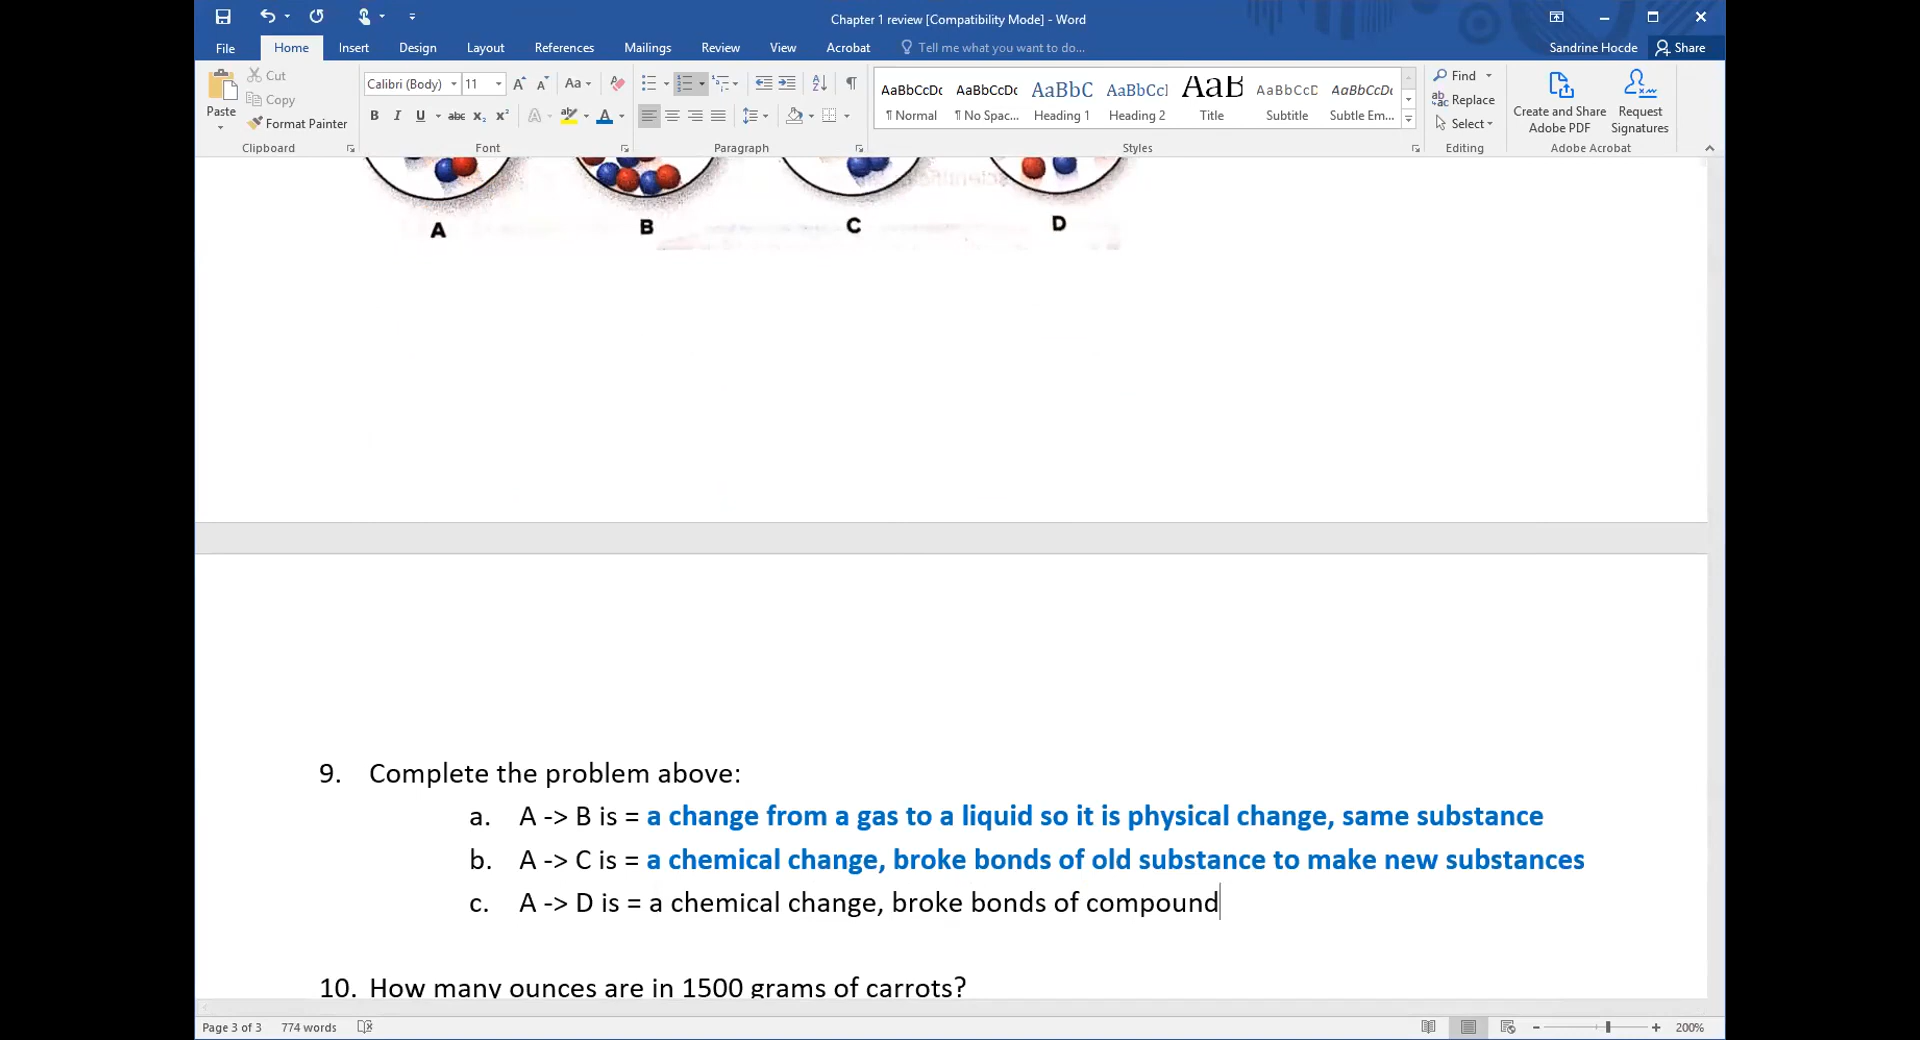 Chapter 1 review [Compatibility Mode] - Word
File Home Insert Design Layout References Mailings Review View Acrobat Tell me what you want to do... Sandrine Hocde Share
Paste
Cut
Copy
Format Painter
Clipboard
Calibri (Body) 11
B I U abc x₂ x²
Font
Paragraph
AaBbCcDc AaBbCcDc AaBbC AaBbCcI AaB AaBbCcD AaBbCcDc
¶ Normal ¶ No Spac... Heading 1 Heading 2 Title Subtitle Subtle Em...
Styles
Find
Replace
Select
Editing
Create and Share Adobe PDF
Request Signatures
Adobe Acrobat
A B C D
9. Complete the problem above:
a. A -> B is = a change from a gas to a liquid so it is physical change, same substance
b. A -> C is = a chemical change, broke bonds of old substance to make new substances
c. A -> D is = a chemical change, broke bonds of compound
10. How many ounces are in 1500 grams of carrots?
Page 3 of 3 774 words 200%